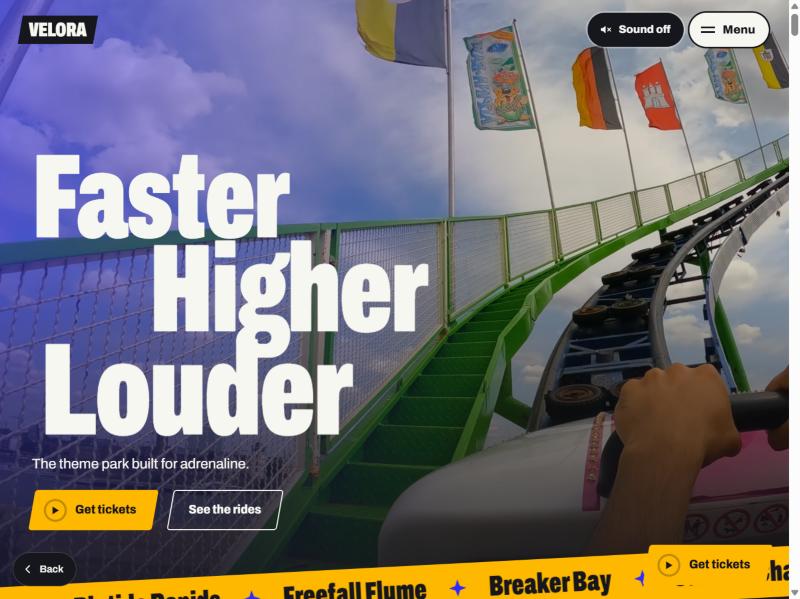 VELORA
Sound off
Menu
Faster
Higher
Louder
The theme park built for adrenaline.
Get tickets
See the rides
Back
Freefall Flume
Breaker Bay
Get tickets